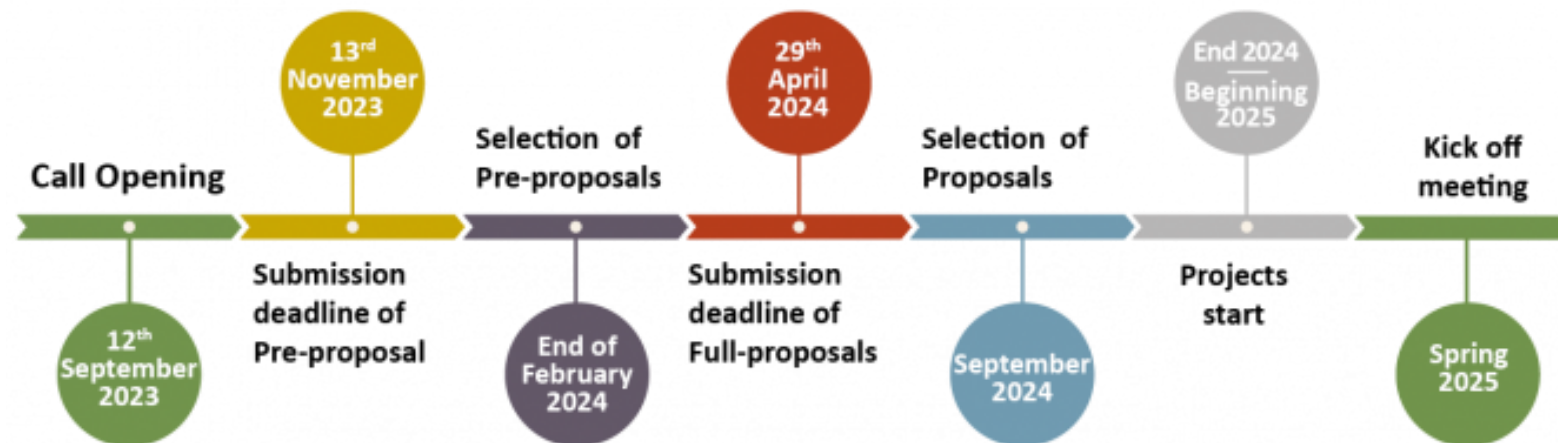 Call Opening
12th
September
2023
13rd
November
2023
Submission
deadline of
Pre-proposal
Selection of
Pre-proposals
End of
February
2024
29th
April
2024
Submission
deadline of
Full-proposals
Selection of
Proposals
September
2024
End 2024
Beginning
2025
Projects
start
Kick off
meeting
Spring
2025